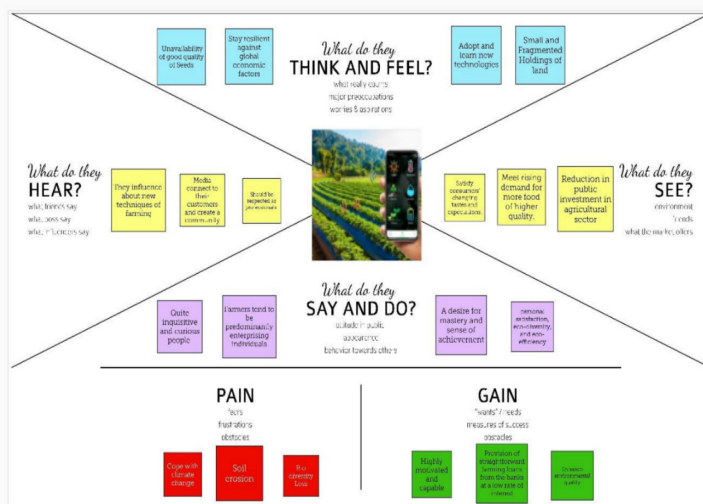 Unavailability
of good quality
of Seeds
Stay resilient
against
global
economic
factors
What do they
THINK AND FEEL?
what really counts
major preoccupations
worries & aspirations
Adopt and
learn new
technologies
Small and
Fragmented
Holdings of
land
What do they
HEAR?
what friends say
what boss say
what influencers say
They influence
about new
techniques of
farming
Media
connect to
their
customers
and create a
community
Should be
respected as
professionals
Satisfy
consumers'
changing
tastes and
expectations
Meet rising
demand for
more food
of higher
quality.
Reduction in
public
investment in
agricultural
sector
What do they
SEE?
environment
friends
what the market offers
What do they
SAY AND DO?
attitude in public
appearance
behavior towards others
Quite
inquisitive
and curious
people
Farmers tend to
be
predominantly
enterprising
individuals
A desire for
mastery and
sense of
achievement
personal
satisfaction,
eco-diversity,
and eco-
efficiency
PAIN
fears
frustrations
obstacles
Cope with
climate
change
Soil
erosion
Bio
diversity
Loss
GAIN
"wants" / needs
measures of success
obstacles
Highly
motivated
and
capable
Provision of
straightforward
farming loans
from the banks
at a low rate of
interest
environmental
quality